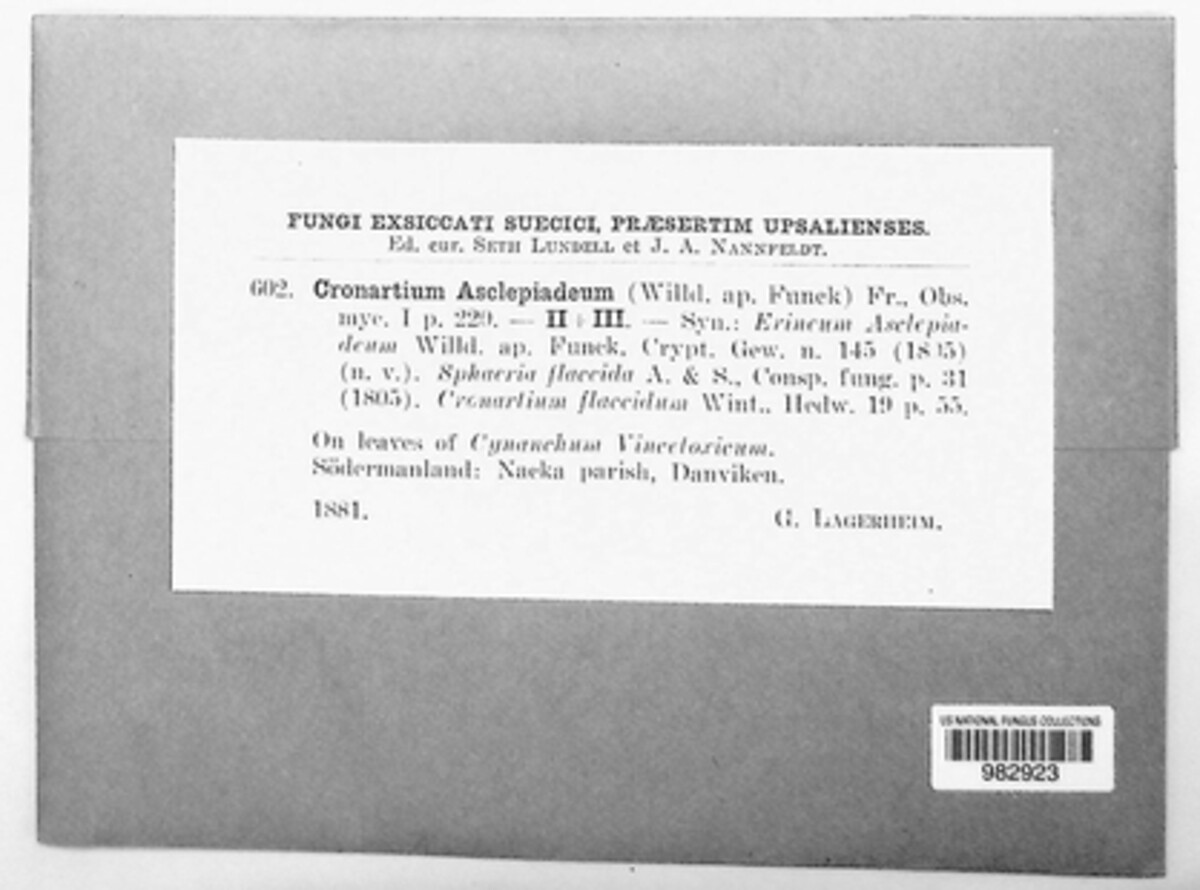 FUNGI EXSICCATI SUECICI, PRÆSERTIM UPSALIENSES.
Ed. cur. SETH LUNDELL et J. A. NANNFELDT.
602. Cronartium Asclepiadeum (Willd. ap. Funck) Fr., Obs.
myc. I p. 220. — II + III. — Syn.: Erineum Asclepia-
deum Willd. ap. Funck, Crypt. Gew. n. 145 (1805)
(n. v.). Sphaeria flaccida A. & S., Consp. fung. p. 31
(1805). Cronartium flaccidum Wint., Hedw. 19 p. 55.
On leaves of Cynanchum Vincetoxicum.
Södermanland: Nacka parish, Danviken.
1881.
G. LAGERHEIM.
US NATIONAL FUNGUS COLLECTIONS
982923